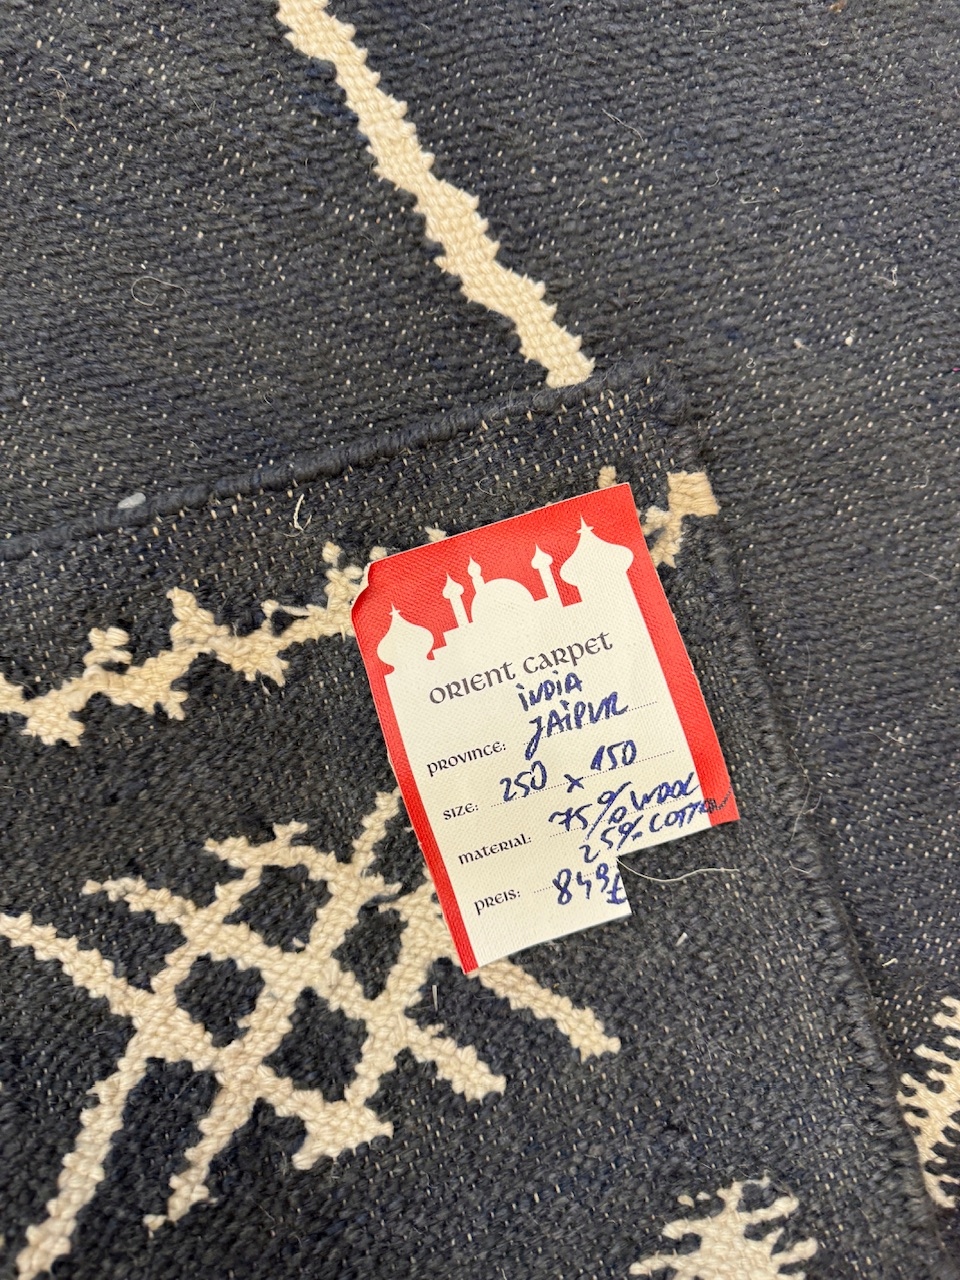 ORIENT CARPET
INDIA
PROVINCE: JAIPUR
SIZE: 250 x 150
MATERIAL: 75% WOOL
25% COTTON
PREIS: 849€